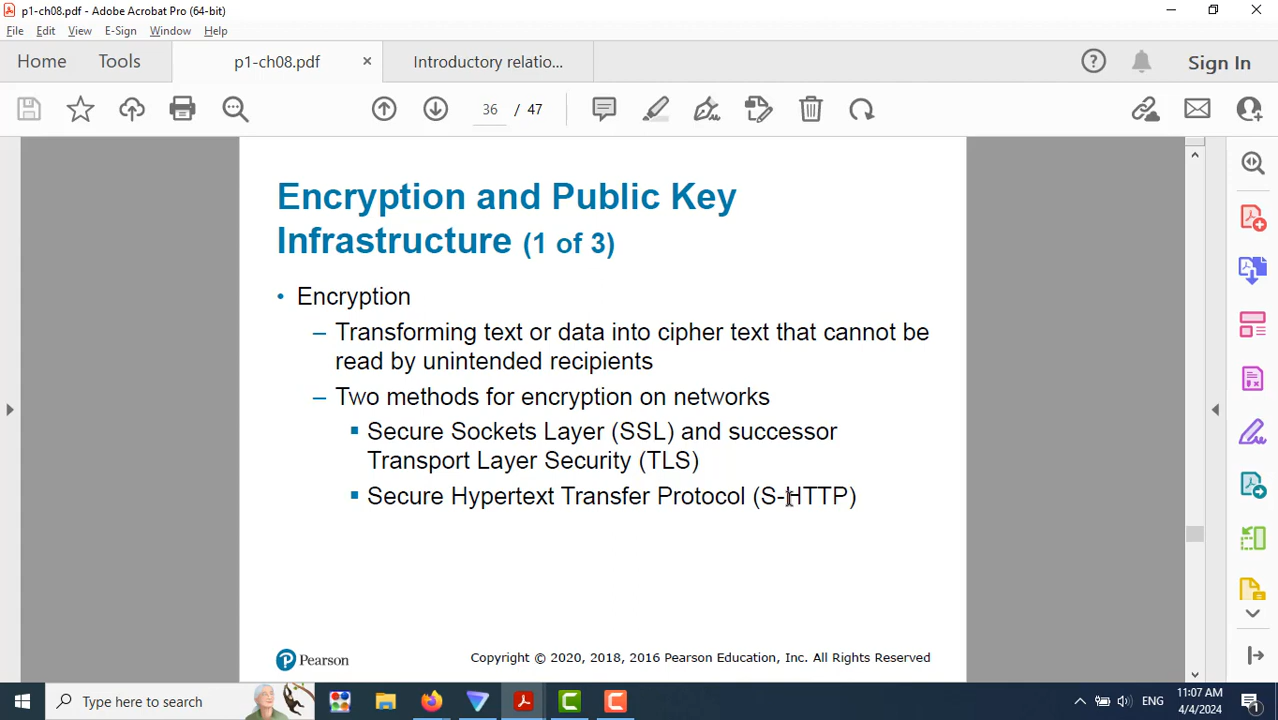 p1-ch08.pdf - Adobe Acrobat Pro (64-bit)
File Edit View E-Sign Window Help
Home Tools p1-ch08.pdf × Introductory relatio... Sign In
36 / 47
Encryption and Public Key
Infrastructure (1 of 3)
• Encryption
– Transforming text or data into cipher text that cannot be
read by unintended recipients
– Two methods for encryption on networks
▪ Secure Sockets Layer (SSL) and successor
Transport Layer Security (TLS)
▪ Secure Hypertext Transfer Protocol (S-HTTP)
Pearson
Copyright © 2020, 2018, 2016 Pearson Education, Inc. All Rights Reserved
Type here to search
ENG
11:07 AM
4/4/2024
1